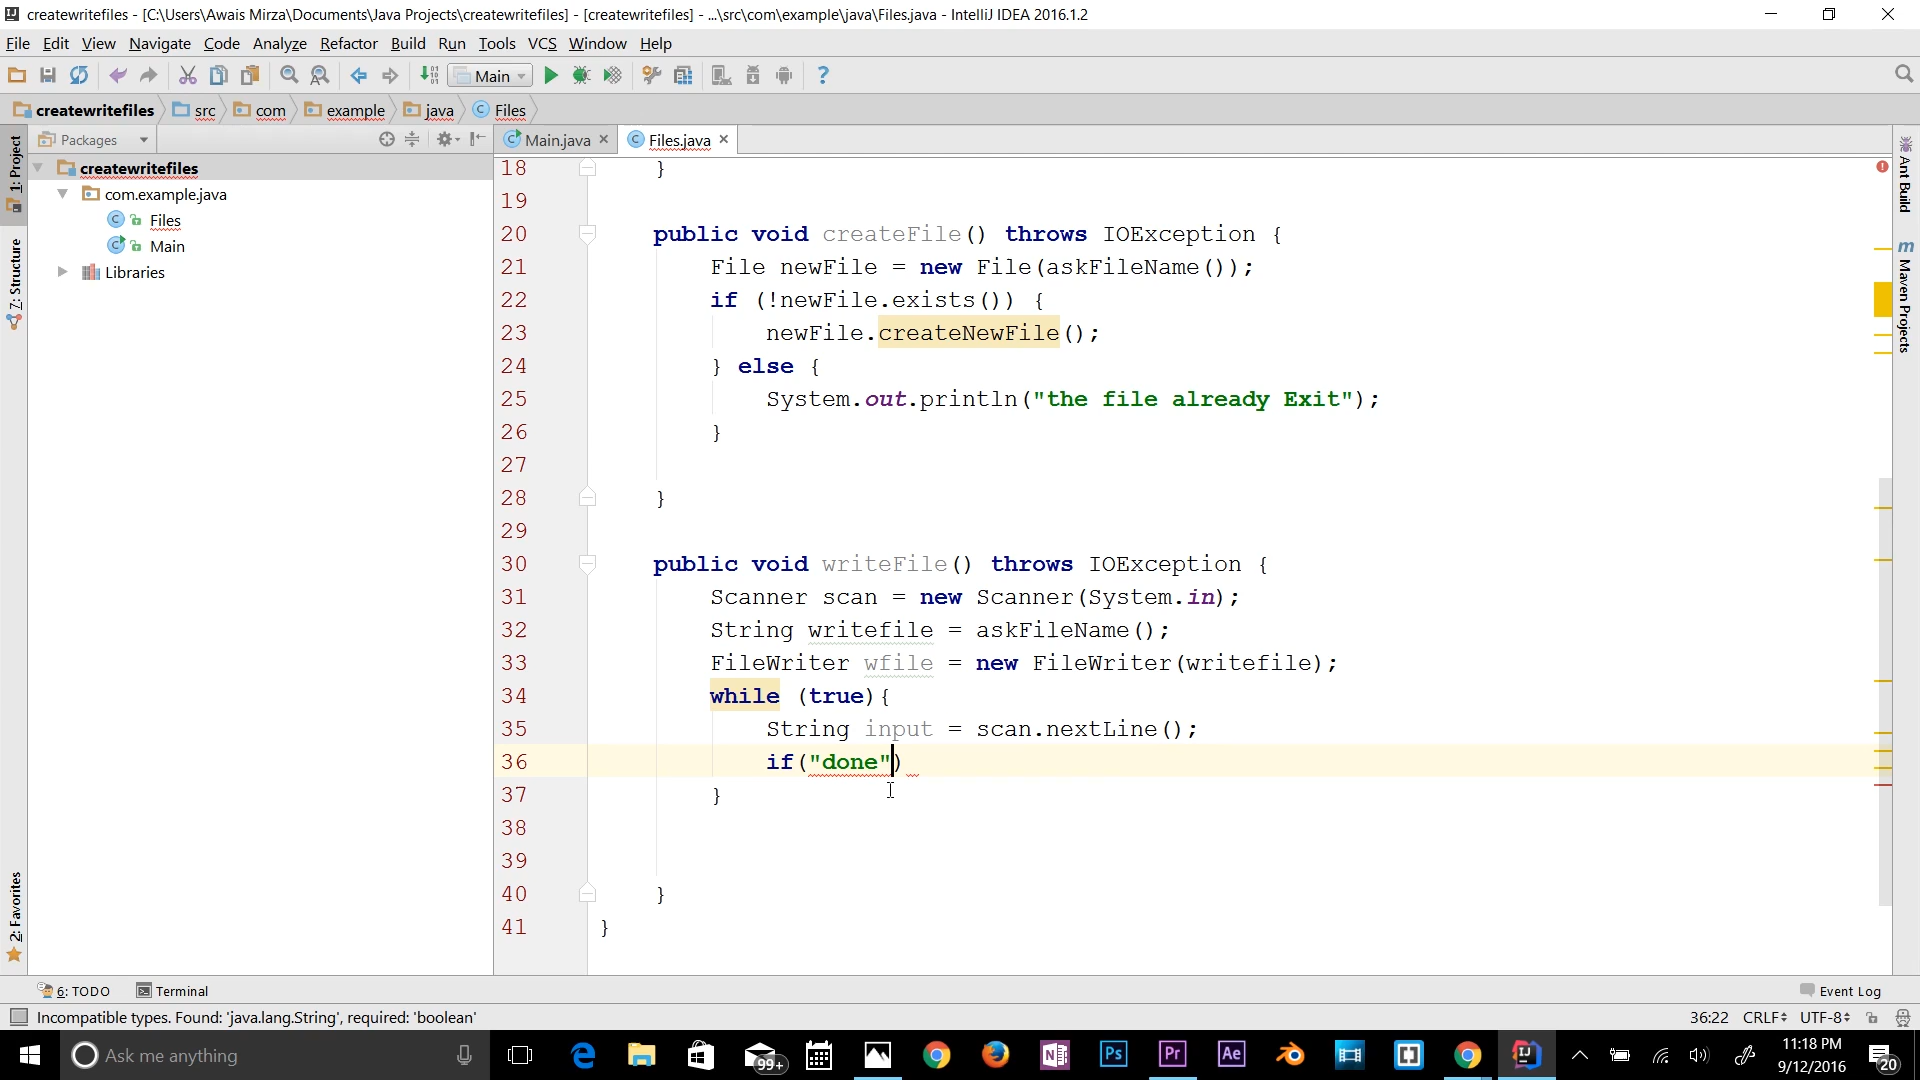 createwritefiles - [C:\Users\Awais Mirza\Documents\Java Projects\createwritefiles] - [createwritefiles] - ...\src\com\example\java\Files.java - IntelliJ IDEA 2016.1.2
File Edit View Navigate Code Analyze Refactor Build Run Tools VCS Window Help
Main
createwritefiles src com example java Files
Packages
Main.java Files.java
createwritefiles
com.example.java
Files
Main
Libraries
1: Project
7: Structure
2: Favorites
18 }
19
20 public void createFile() throws IOException {
21 File newFile = new File(askFileName());
22 if (!newFile.exists()) {
23 newFile.createNewFile();
24 } else {
25 System.out.println("the file already Exit");
26 }
27
28 }
29
30 public void writeFile() throws IOException {
31 Scanner scan = new Scanner(System.in);
32 String writefile = askFileName();
33 FileWriter wfile = new FileWriter(writefile);
34 while (true){
35 String input = scan.nextLine();
36 if("done")
37 }
38
39
40 }
41 }
Ant Build
Maven Projects
6: TODO Terminal Event Log
Incompatible types. Found: 'java.lang.String', required: 'boolean' 36:22 CRLF UTF-8
Ask me anything 99+ 11:18 PM
9/12/2016 20